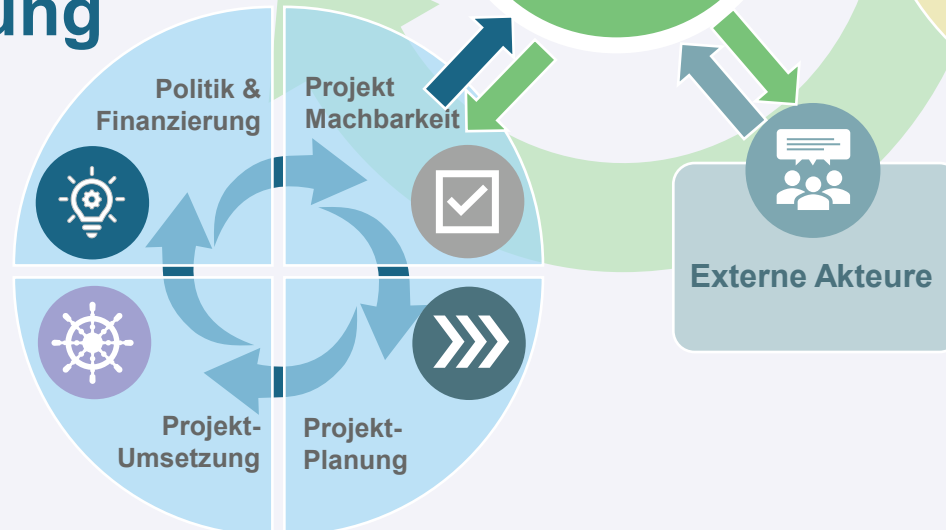 ung
Politik &
Finanzierung
Projekt
Machbarkeit
Externe Akteure
Projekt-
Umsetzung
Projekt-
Planung